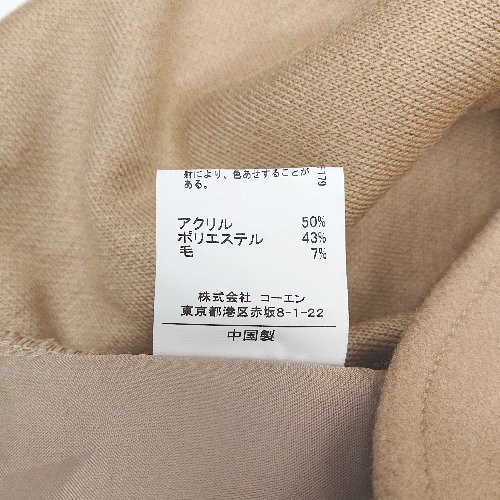 射により、色あせすることが
ある。
アクリル 50%
ポリエステル 43%
毛 7%
株式会社 コーエン
東京都港区赤坂8-1-22
中国製